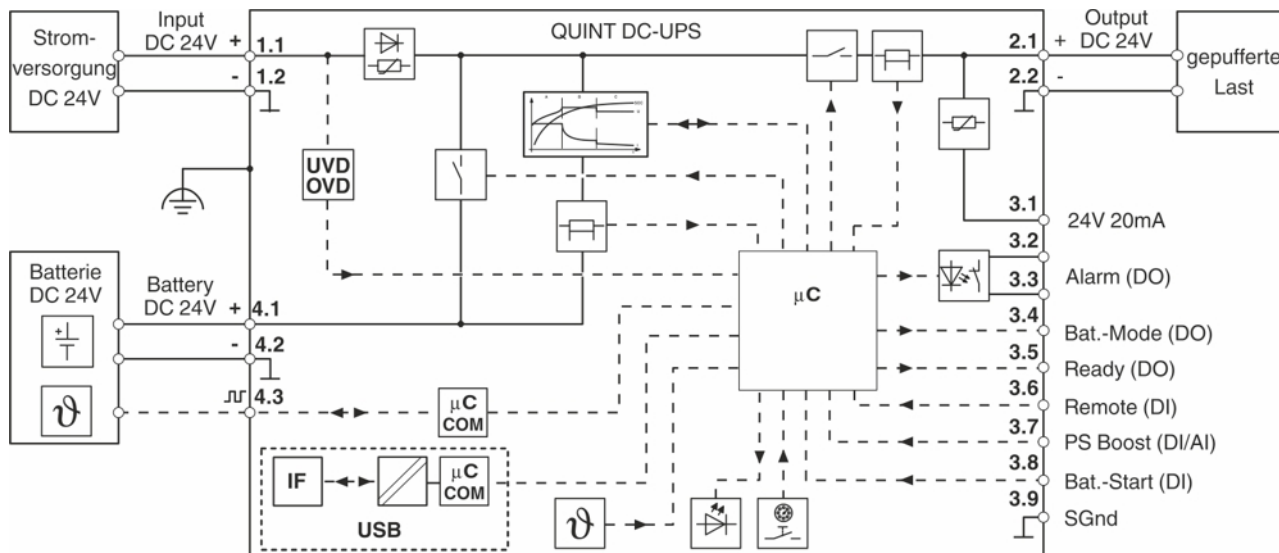 Strom-
versorgung
DC 24V
Input
DC 24V
+
1.1
-
1.2
QUINT DC-UPS
2.1
+
Output
DC 24V
2.2
-
gepufferte
Last
UVD
OVD
3.1
24V 20mA
3.2
3.3
Alarm (DO)
Batterie
DC 24V
Battery
DC 24V
+
4.1
-
4.2
4.3
ϑ
μC
COM
μC
3.4
Bat.-Mode (DO)
3.5
Ready (DO)
3.6
Remote (DI)
3.7
PS Boost (DI/AI)
3.8
Bat.-Start (DI)
3.9
SGnd
IF
μC
COM
USB
ϑ